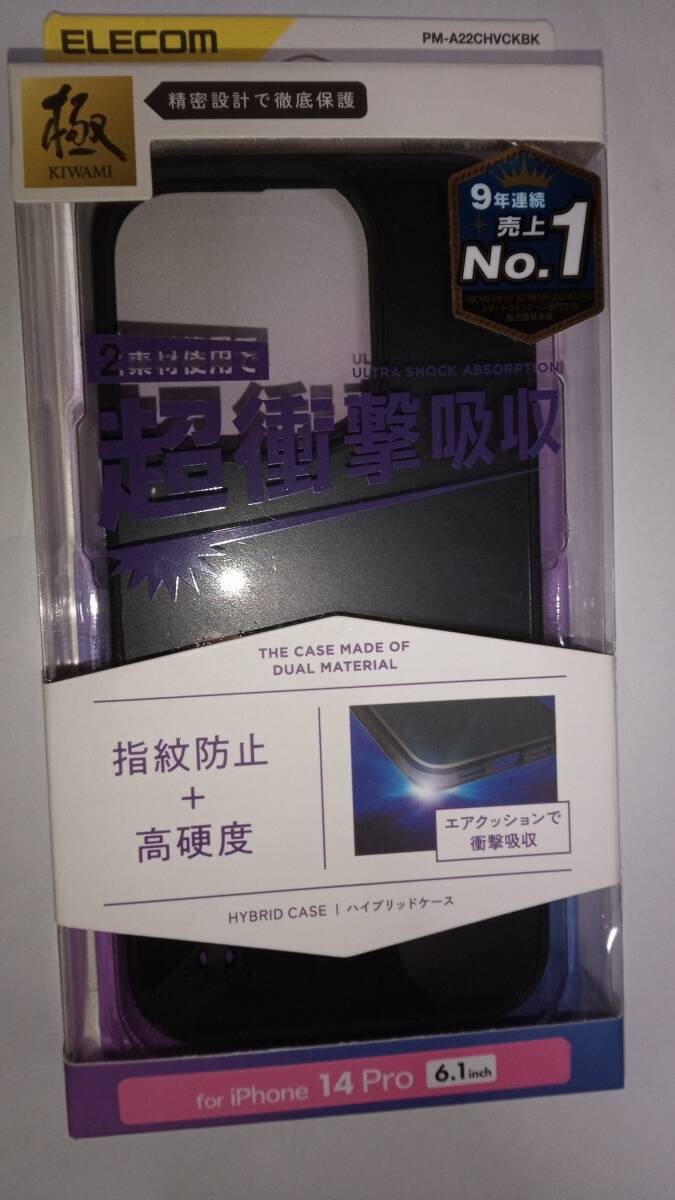 ELECOM
PM-A22CHVCKBK
極
KIWAMI
精密設計で徹底保護
9年連続
売上
No.1
2素材使用で
ULTRA SHOCK ABSORPTION
超衝撃吸収
THE CASE MADE OF
DUAL MATERIAL
指紋防止
+
高硬度
エアクッションで
衝撃吸収
HYBRID CASE | ハイブリッドケース
for iPhone 14 Pro 6.1inch